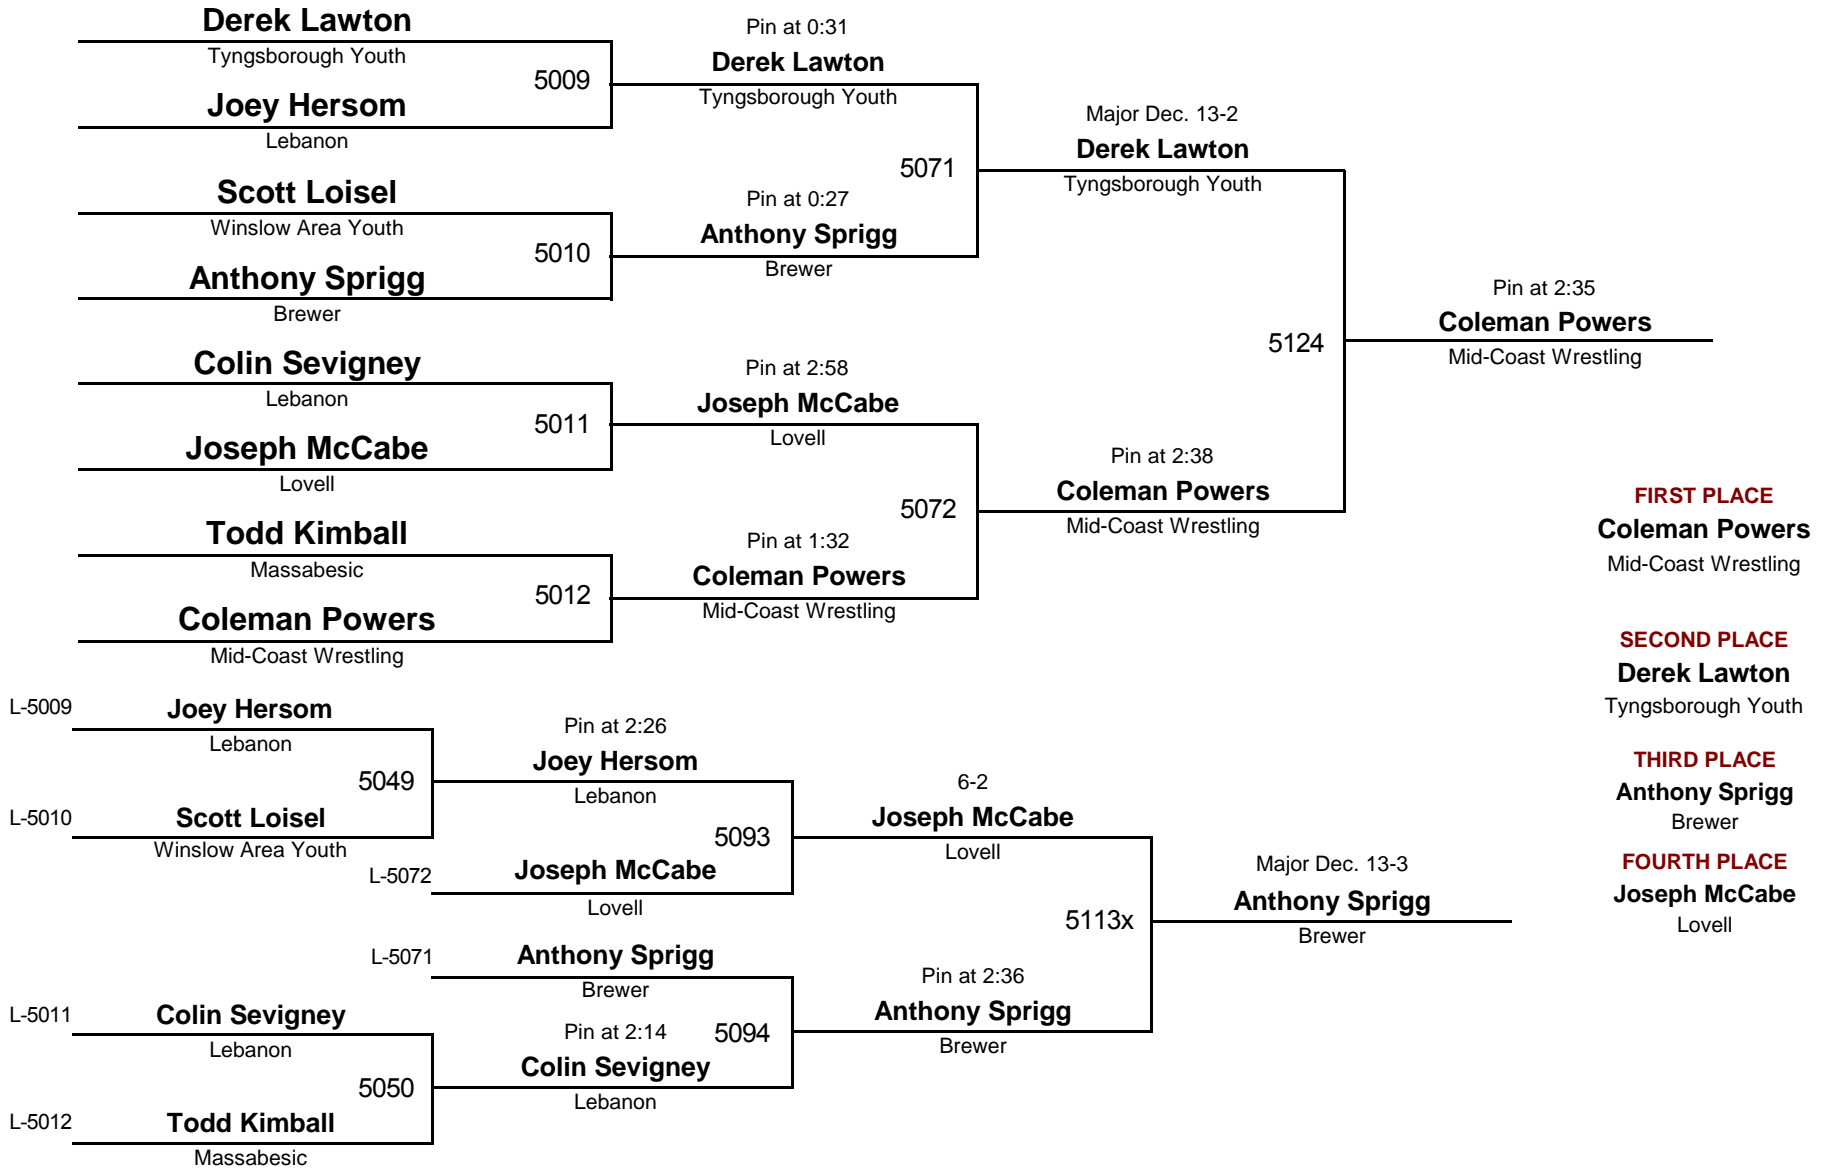 Derek Lawton
Tyngsborough Youth
5009
Joey Hersom
Lebanon
Scott Loisel
Winslow Area Youth
5010
Anthony Sprigg
Brewer
Colin Sevigney
Lebanon
5011
Joseph McCabe
Lovell
Todd Kimball
Massabesic
5012
Coleman Powers
Mid-Coast Wrestling
Pin at 0:31
Derek Lawton
Tyngsborough Youth
5071
Pin at 0:27
Anthony Sprigg
Brewer
Pin at 2:58
Joseph McCabe
Lovell
5072
Pin at 1:32
Coleman Powers
Mid-Coast Wrestling
Major Dec. 13-2
Derek Lawton
Tyngsborough Youth
5124
Pin at 2:38
Coleman Powers
Mid-Coast Wrestling
Pin at 2:35
Coleman Powers
Mid-Coast Wrestling
FIRST PLACE
Coleman Powers
Mid-Coast Wrestling
SECOND PLACE
Derek Lawton
Tyngsborough Youth
THIRD PLACE
Anthony Sprigg
Brewer
FOURTH PLACE
Joseph McCabe
Lovell
L-5009
Joey Hersom
Lebanon
5049
L-5010
Scott Loisel
Winslow Area Youth
Pin at 2:26
Joey Hersom
Lebanon
5093
L-5072
Joseph McCabe
Lovell
L-5071
Anthony Sprigg
Brewer
5094
L-5011
Colin Sevigney
Lebanon
5050
L-5012
Todd Kimball
Massabesic
Pin at 2:14
Colin Sevigney
Lebanon
6-2
Joseph McCabe
Lovell
5113x
Pin at 2:36
Anthony Sprigg
Brewer
Major Dec. 13-3
Anthony Sprigg
Brewer